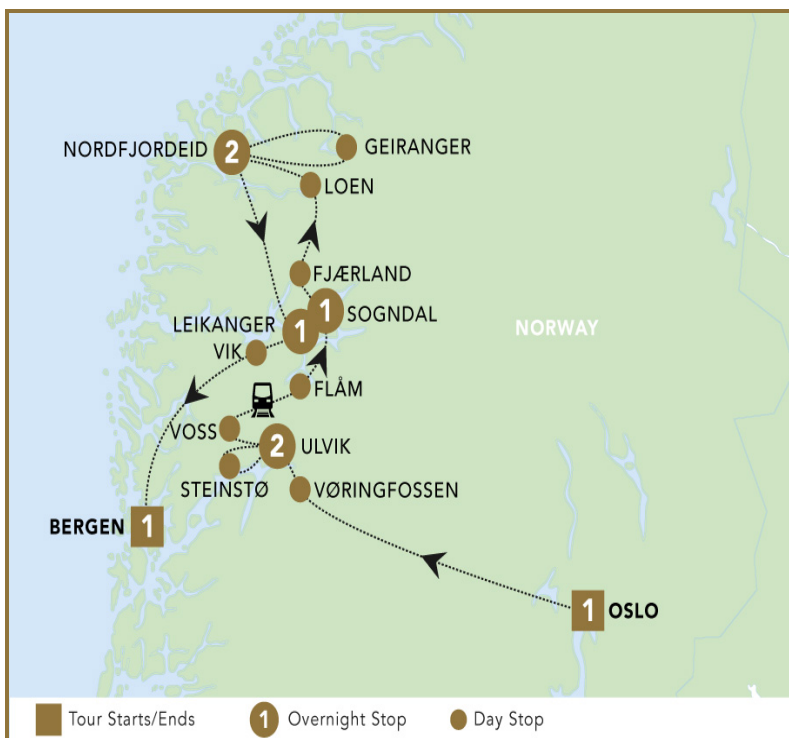 NORDFJORDEID 2 GEIRANGER
LOEN
FJÆRLAND
1 SOGNDAL
LEIKANGER 1
NORWAY
VIK
FLÅM
VOSS
2 ULVIK
STEINSTØ
VØRINGFOSSEN
BERGEN 1
1 OSLO
Tour Starts/Ends 1 Overnight Stop Day Stop